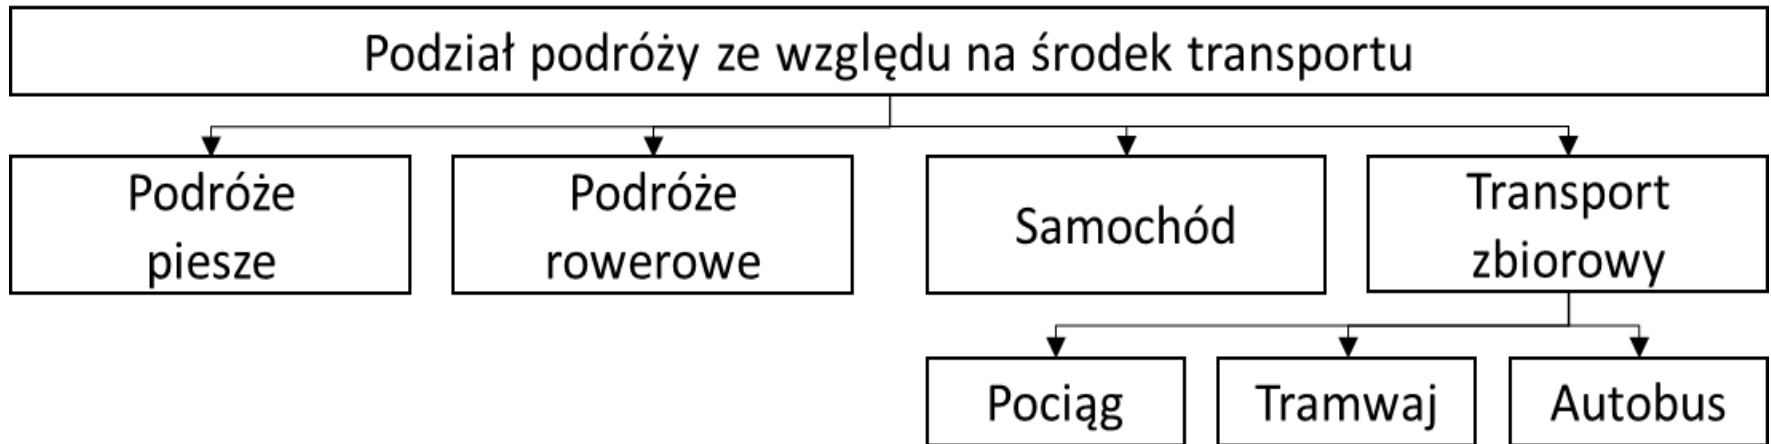 Podział podróży ze względu na środek transportu
Podróże
piesze
Podróże
rowerowe
Samochód
Transport
zbiorowy
Pociąg
Tramwaj
Autobus